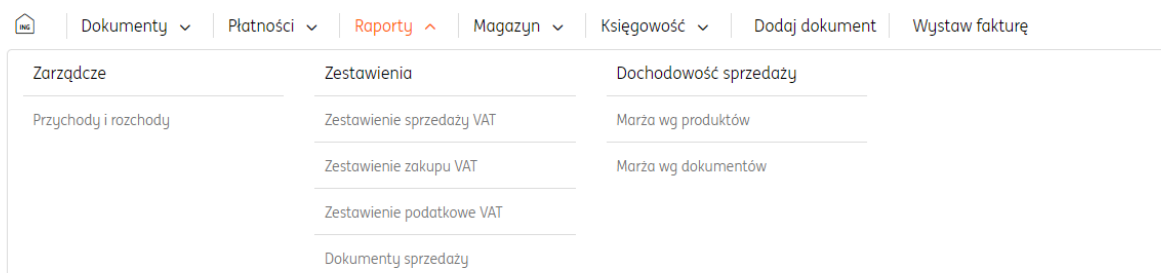 ING Dokumenty Płatności Raporty Magazyn Księgowość Dodaj dokument Wystaw fakturę
Zarządcze Zestawienia Dochodowość sprzedaży
Przychody i rozchody Zestawienie sprzedaży VAT Marża wg produktów
Zestawienie zakupu VAT Marża wg dokumentów
Zestawienie podatkowe VAT
Dokumenty sprzedaży